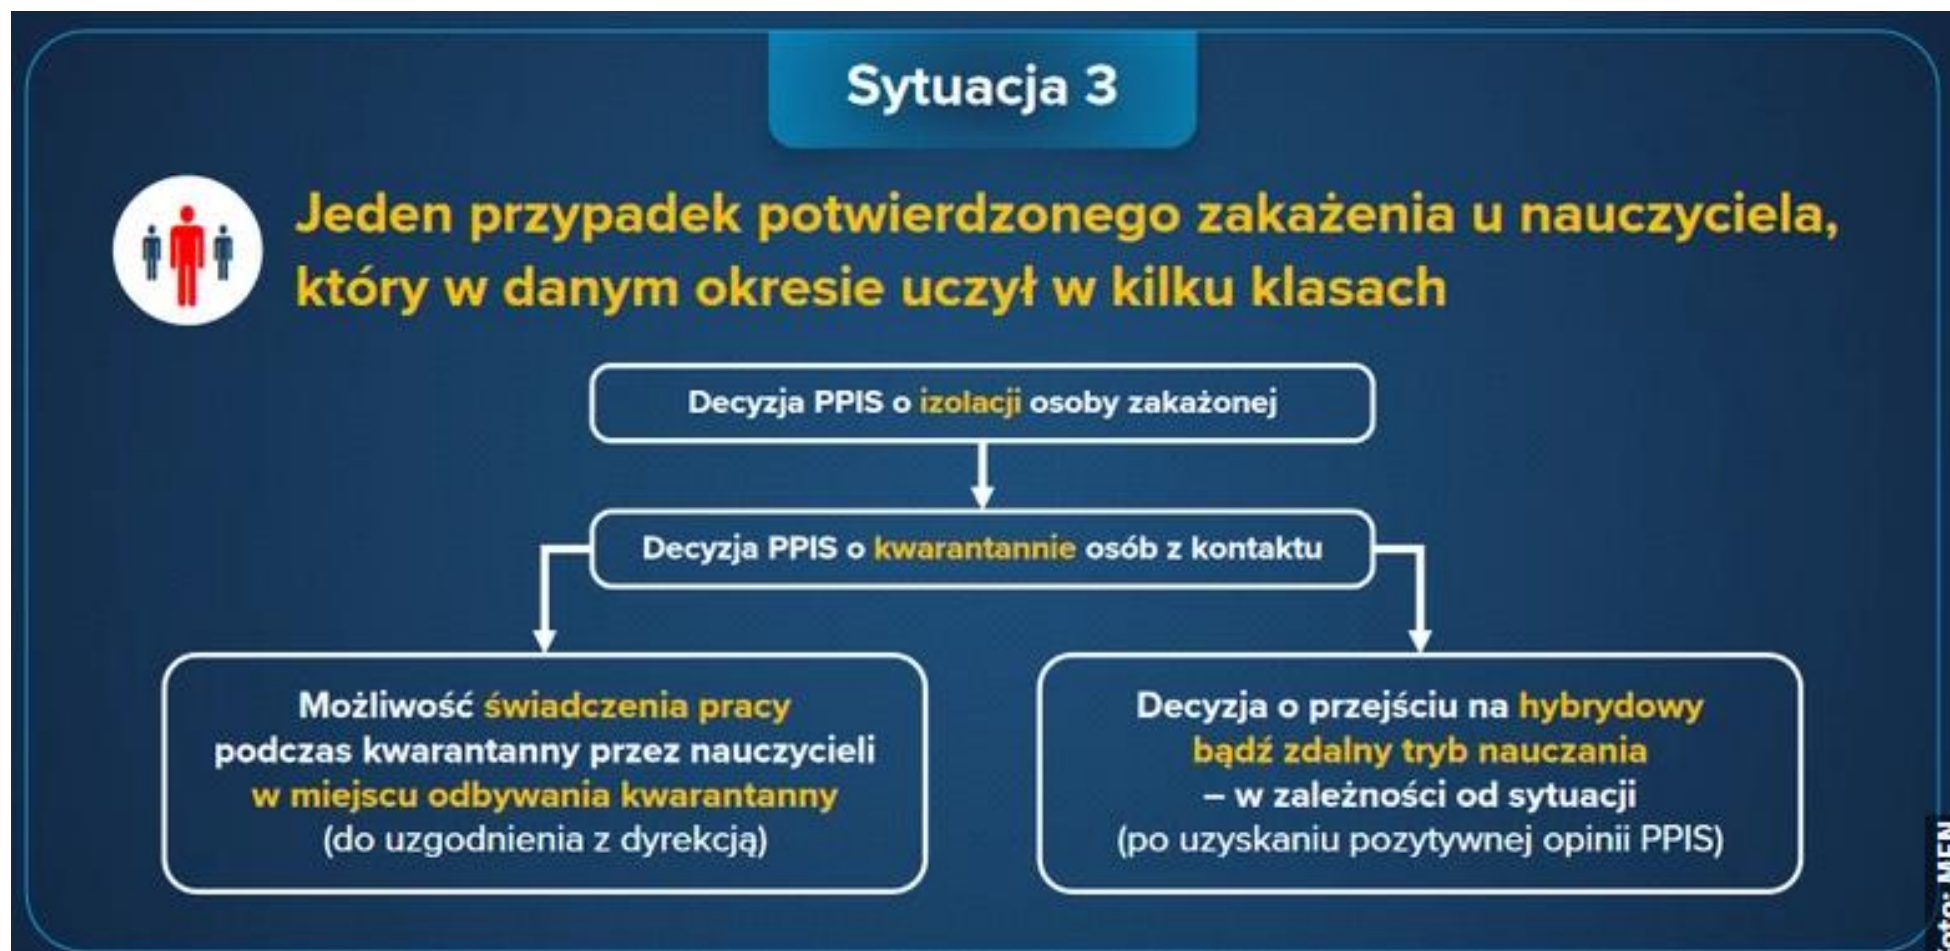 Sytuacja 3
Jeden przypadek potwierdzonego zakażenia u nauczyciela,
który w danym okresie uczył w kilku klasach
Decyzja PPIS o izolacji osoby zakażonej
Decyzja PPIS o kwarantannie osób z kontaktu
Możliwość świadczenia pracy
podczas kwarantanny przez nauczycieli
w miejscu odbywania kwarantanny
(do uzgodnienia z dyrekcją)
Decyzja o przejściu na hybrydowy
bądź zdalny tryb nauczania
– w zależności od sytuacji
(po uzyskaniu pozytywnej opinii PPIS)
MEN